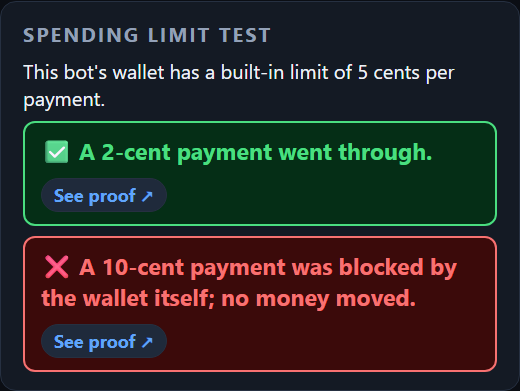 SPENDING LIMIT TEST
This bot's wallet has a built-in limit of 5 cents per
payment.
✅ A 2-cent payment went through.
See proof ↗
❌ A 10-cent payment was blocked by
the wallet itself; no money moved.
See proof ↗